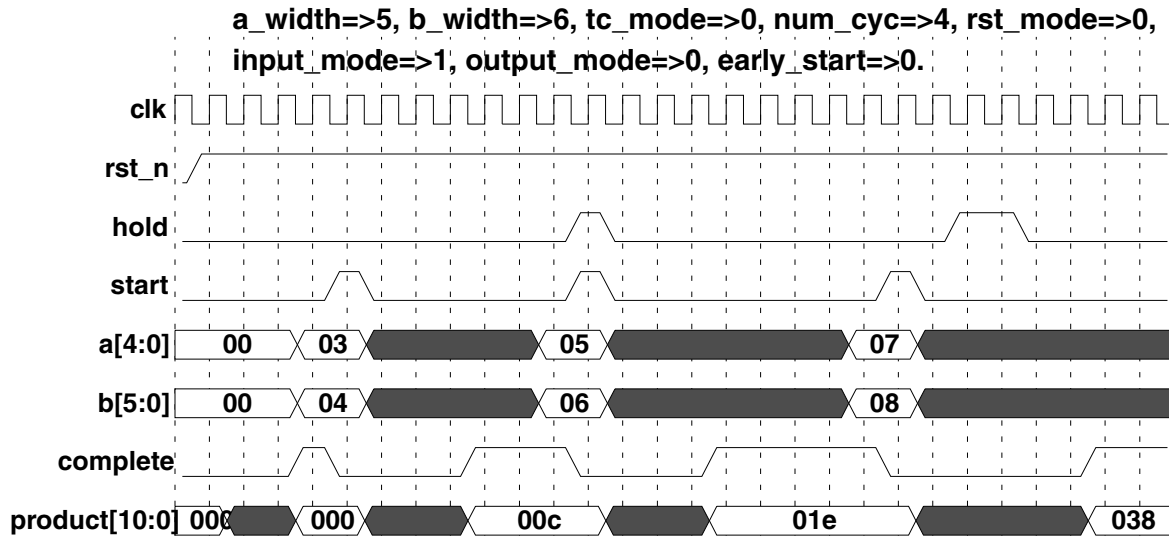 a_width=>5, b_width=>6, tc_mode=>0, num_cyc=>4, rst_mode=>0,
input_mode=>1, output_mode=>0, early_start=>0.
clk
rst_n
hold
start
a[4:0] 00 03 05 07
b[5:0] 00 04 06 08
complete
product[10:0] 000 000 00c 01e 038